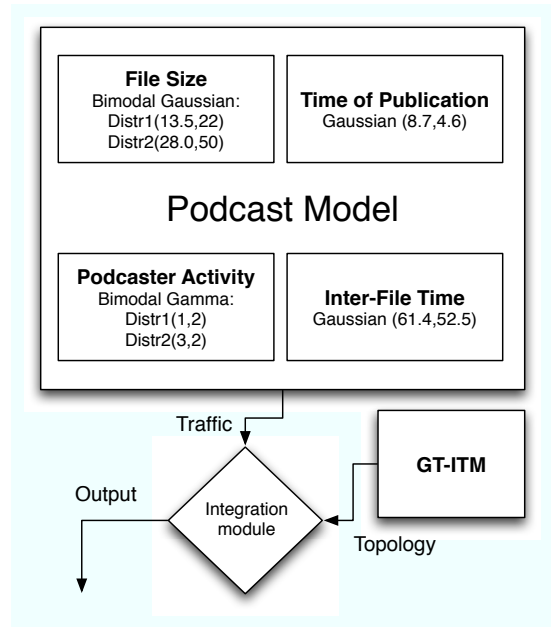 File Size
Bimodal Gaussian:
Distr1(13.5,22)
Distr2(28.0,50)
Time of Publication
Gaussian (8.7,4.6)
Podcast Model
Podcaster Activity
Bimodal Gamma:
Distr1(1,2)
Distr2(3,2)
Inter-File Time
Gaussian (61.4,52.5)
Traffic
GT-ITM
Output
Integration
module
Topology